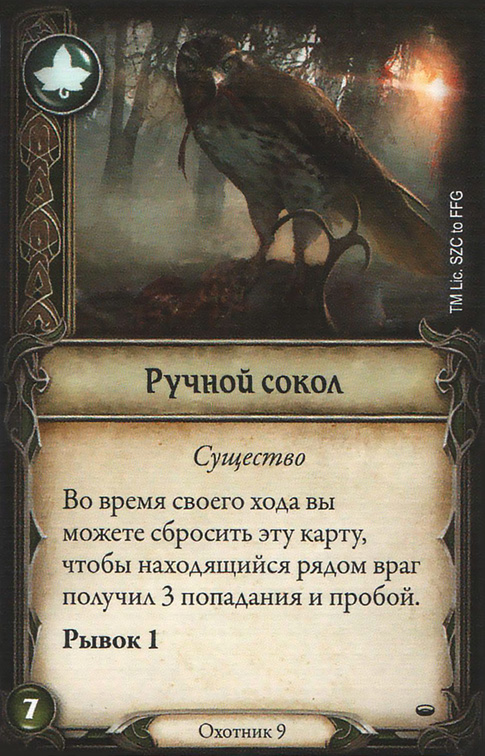 TM Lic. SZC to FFG
Ручной сокол
Существо
Во время своего хода вы
можете сбросить эту карту,
чтобы находящийся рядом враг
получил 3 попадания и пробой.
Рывок 1
7
Охотник 9